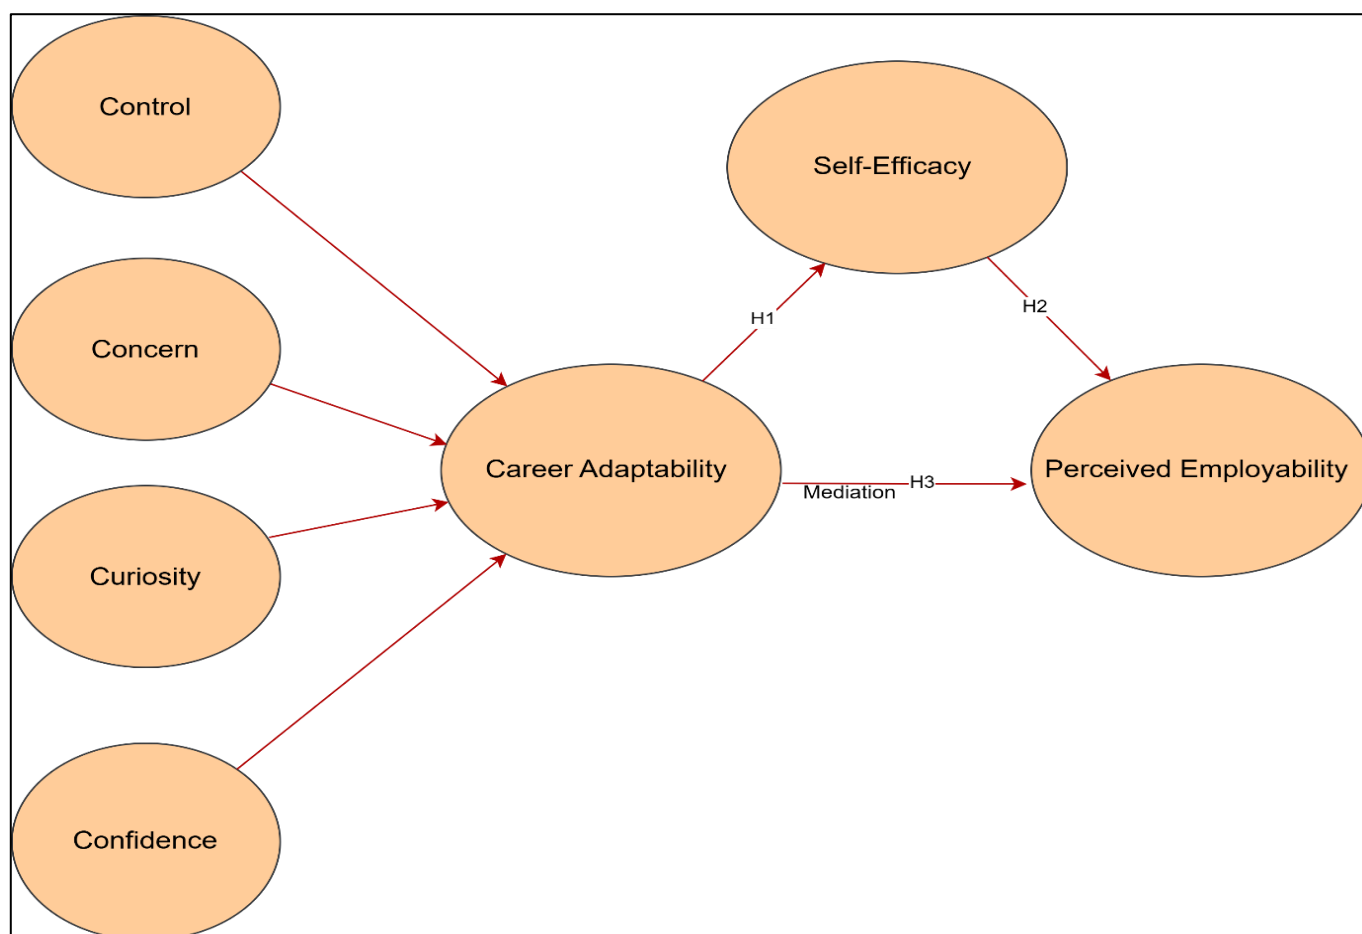 Control
Self-Efficacy
H1
H2
Concern
Career Adaptability
Perceived Employability
H3
Mediation
Curiosity
Confidence